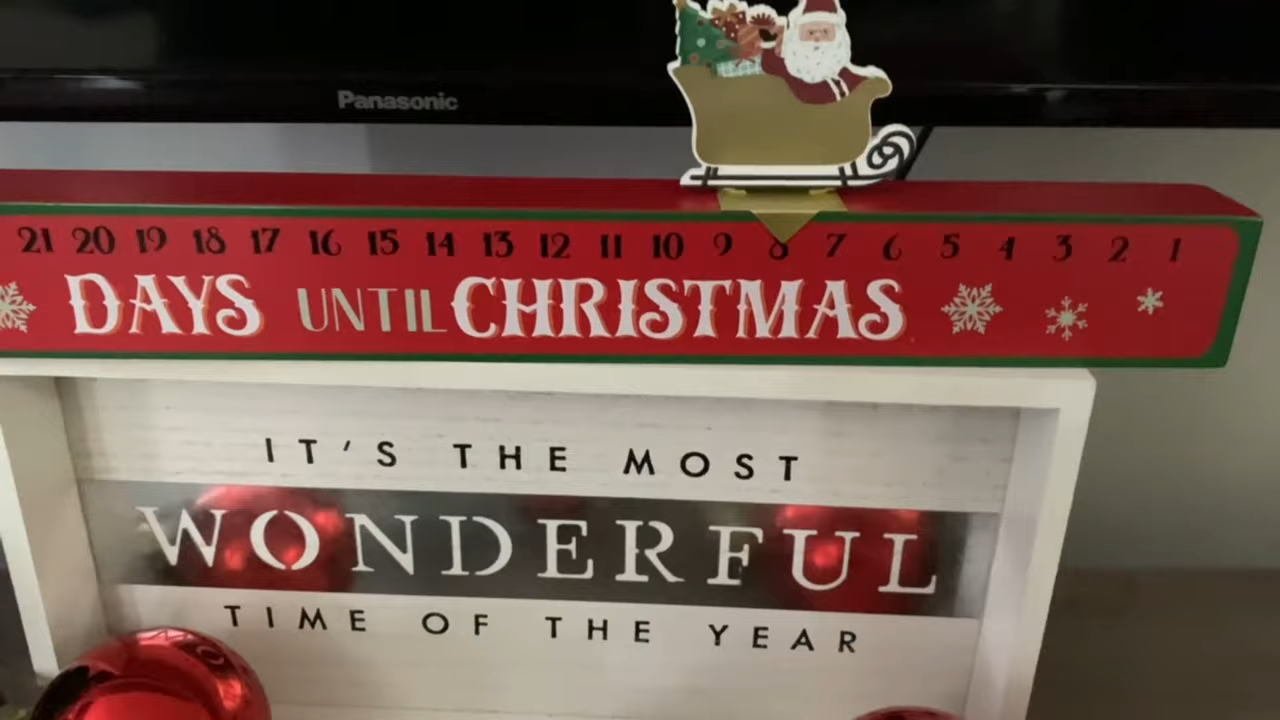 Panasonic
21 20 19 18 17 16 15 14 13 12 11 10 9 8 7 6 5 4 3 2 1
DAYS UNTIL CHRISTMAS
IT'S THE MOST
WONDERFUL
TIME OF THE YEAR